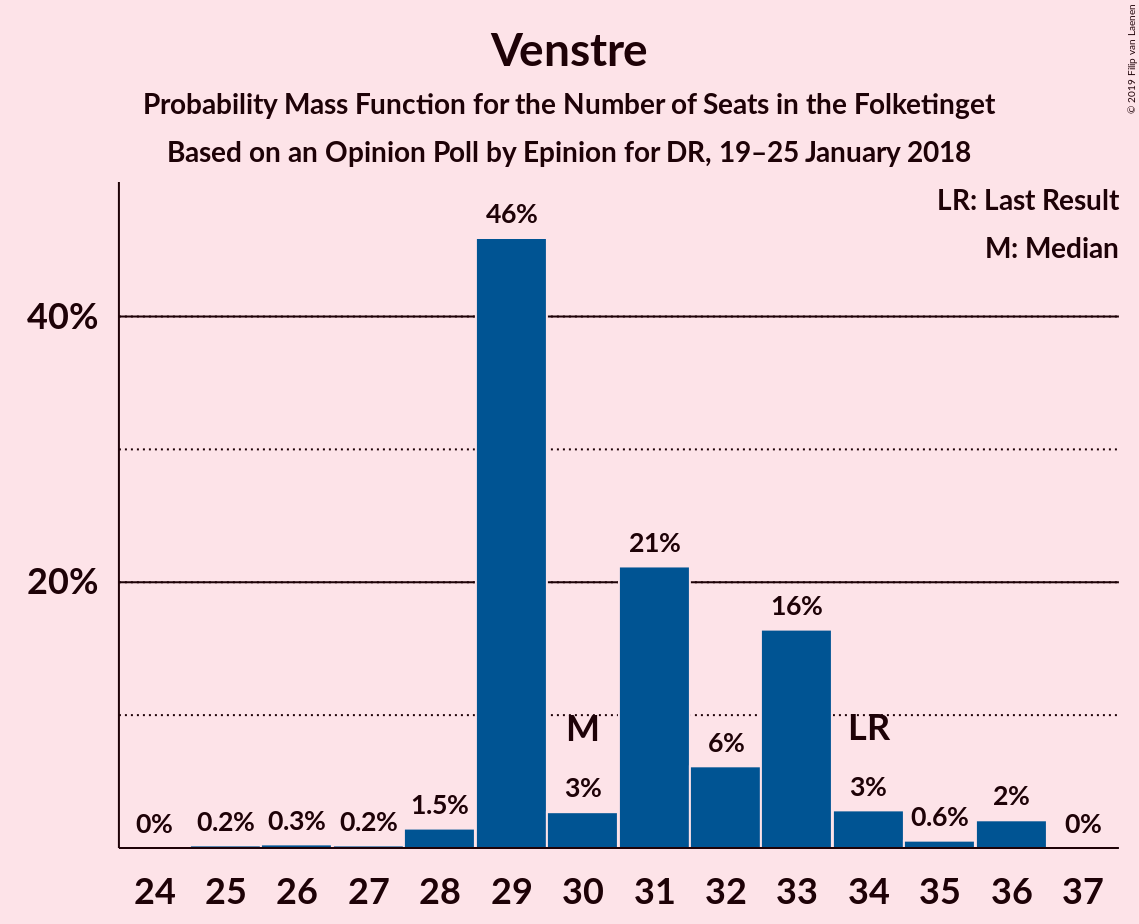 Venstre
Probability Mass Function for the Number of Seats in the Folketinget
Based on an Opinion Poll by Epinion for DR, 19–25 January 2018
© 2019 Filip van Laenen
LR: Last Result
M: Median
40%
20%
0%
0.2%
0.3%
0.2%
1.5%
46%
3%
21%
6%
16%
3%
0.6%
2%
0%
M
LR
24 25 26 27 28 29 30 31 32 33 34 35 36 37